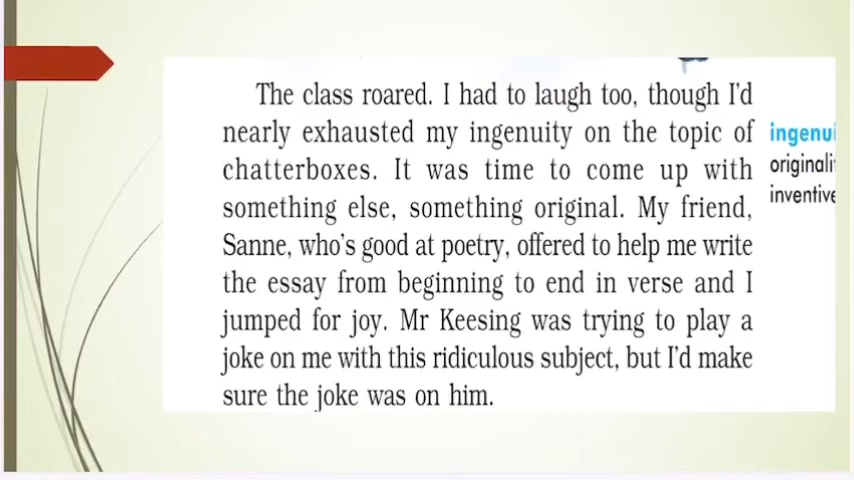 The class roared. I had to laugh too, though I'd
nearly exhausted my ingenuity on the topic of
chatterboxes. It was time to come up with
something else, something original. My friend,
Sanne, who's good at poetry, offered to help me write
the essay from beginning to end in verse and I
jumped for joy. Mr Keesing was trying to play a
joke on me with this ridiculous subject, but I'd make
sure the joke was on him.
ingenui
originali
inventive